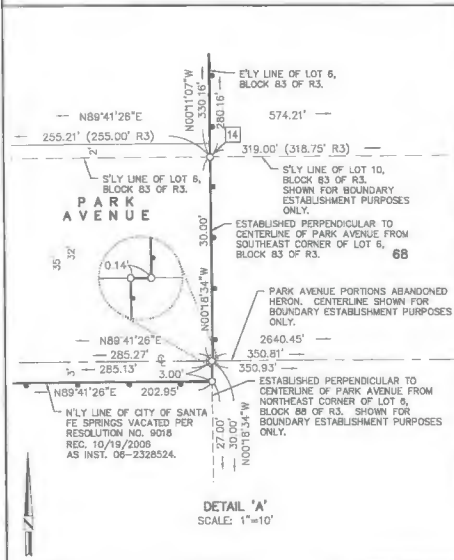 E'LY LINE OF LOT 6,
BLOCK 83 OF R3.
N00°11'07"W
330.16'
280.16'
N89°41'26"E
574.21'
14
255.21' (255.00' R3)
319.00' (318.75' R3)
2'
S'LY LINE OF LOT 6,
BLOCK 83 OF R3.
S'LY LINE OF LOT 10,
BLOCK 83 OF R3.
SHOWN FOR BOUNDARY
ESTABLISHMENT PURPOSES
ONLY.
PARK
AVENUE
30.00'
ESTABLISHED PERPENDICULAR TO
CENTERLINE OF PARK AVENUE FROM
SOUTHEAST CORNER OF LOT 6,
BLOCK 83 OF R3.
68
35'
32'
0.14'
N00°18'34"W
PARK AVENUE PORTIONS ABANDONED
HERON. CENTERLINE SHOWN FOR
BOUNDARY ESTABLISHMENT PURPOSES
ONLY.
N89°41'26"E
2640.45'
285.27'
350.81'
285.13'
350.93'
3'
3.00'
N89°41'26"E
202.95'
ESTABLISHED PERPENDICULAR TO
CENTERLINE OF PARK AVENUE FROM
NORTHEAST CORNER OF LOT 6,
BLOCK 88 OF R3. SHOWN FOR
BOUNDARY ESTABLISHMENT PURPOSES
ONLY.
N'LY LINE OF CITY OF SANTA
FE SPRINGS VACATED PER
RESOLUTION NO. 9018
REC. 10/19/2006
AS INST. 06-2328524.
27.00'
30.00'
N00°18'34"W
DETAIL 'A'
SCALE: 1"=10'